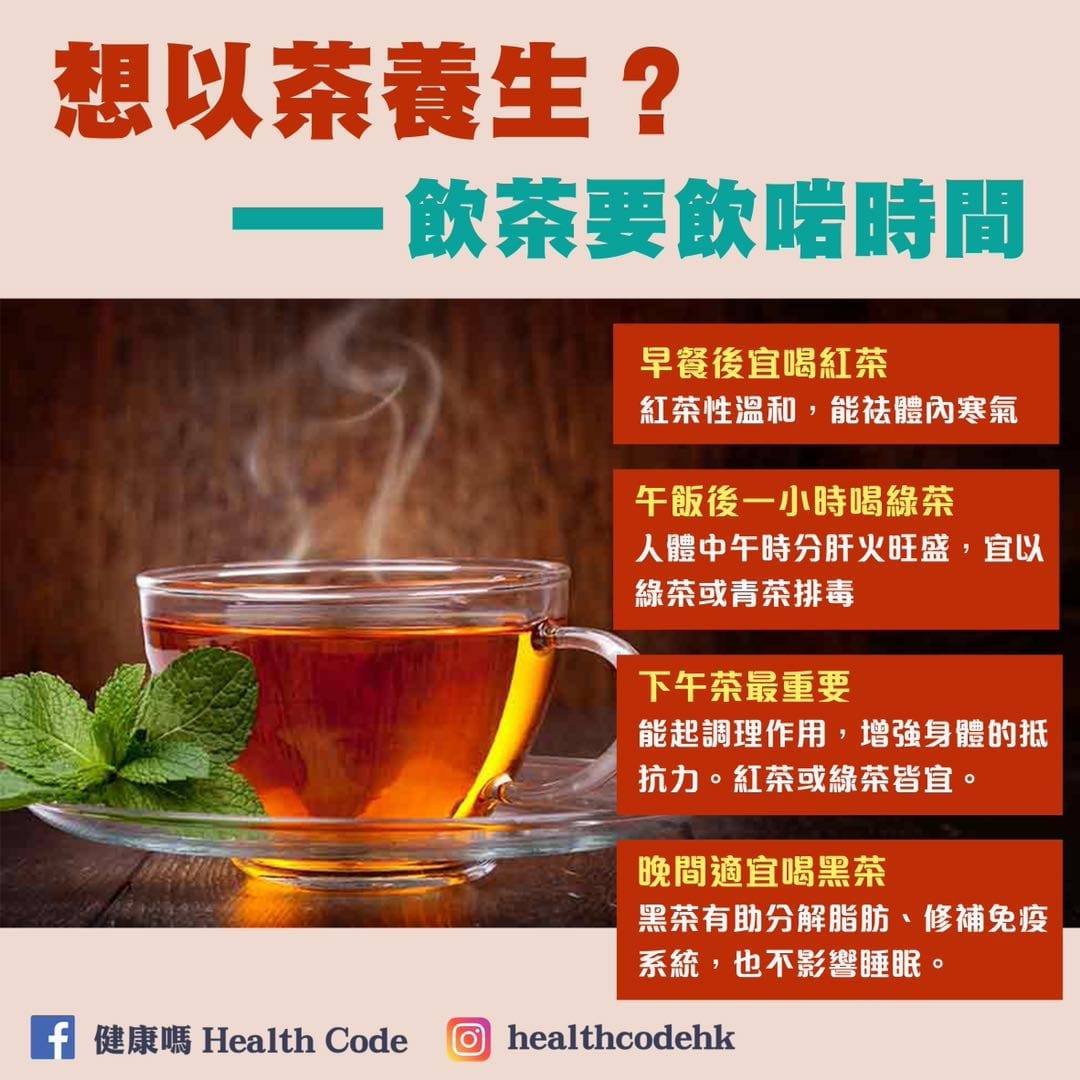 想以茶養生？
——飲茶要飲啱時間
早餐後宜喝紅茶
紅茶性溫和，能祛體內寒氣
午飯後一小時喝綠茶
人體中午時分肝火旺盛，宜以
綠茶或青茶排毒
下午茶最重要
能起調理作用，增強身體的抵
抗力。紅茶或綠茶皆宜。
晚間適宜喝黑茶
黑茶有助分解脂肪、修補免疫
系統，也不影響睡眠。
健康嗎 Health Code
healthcodehk